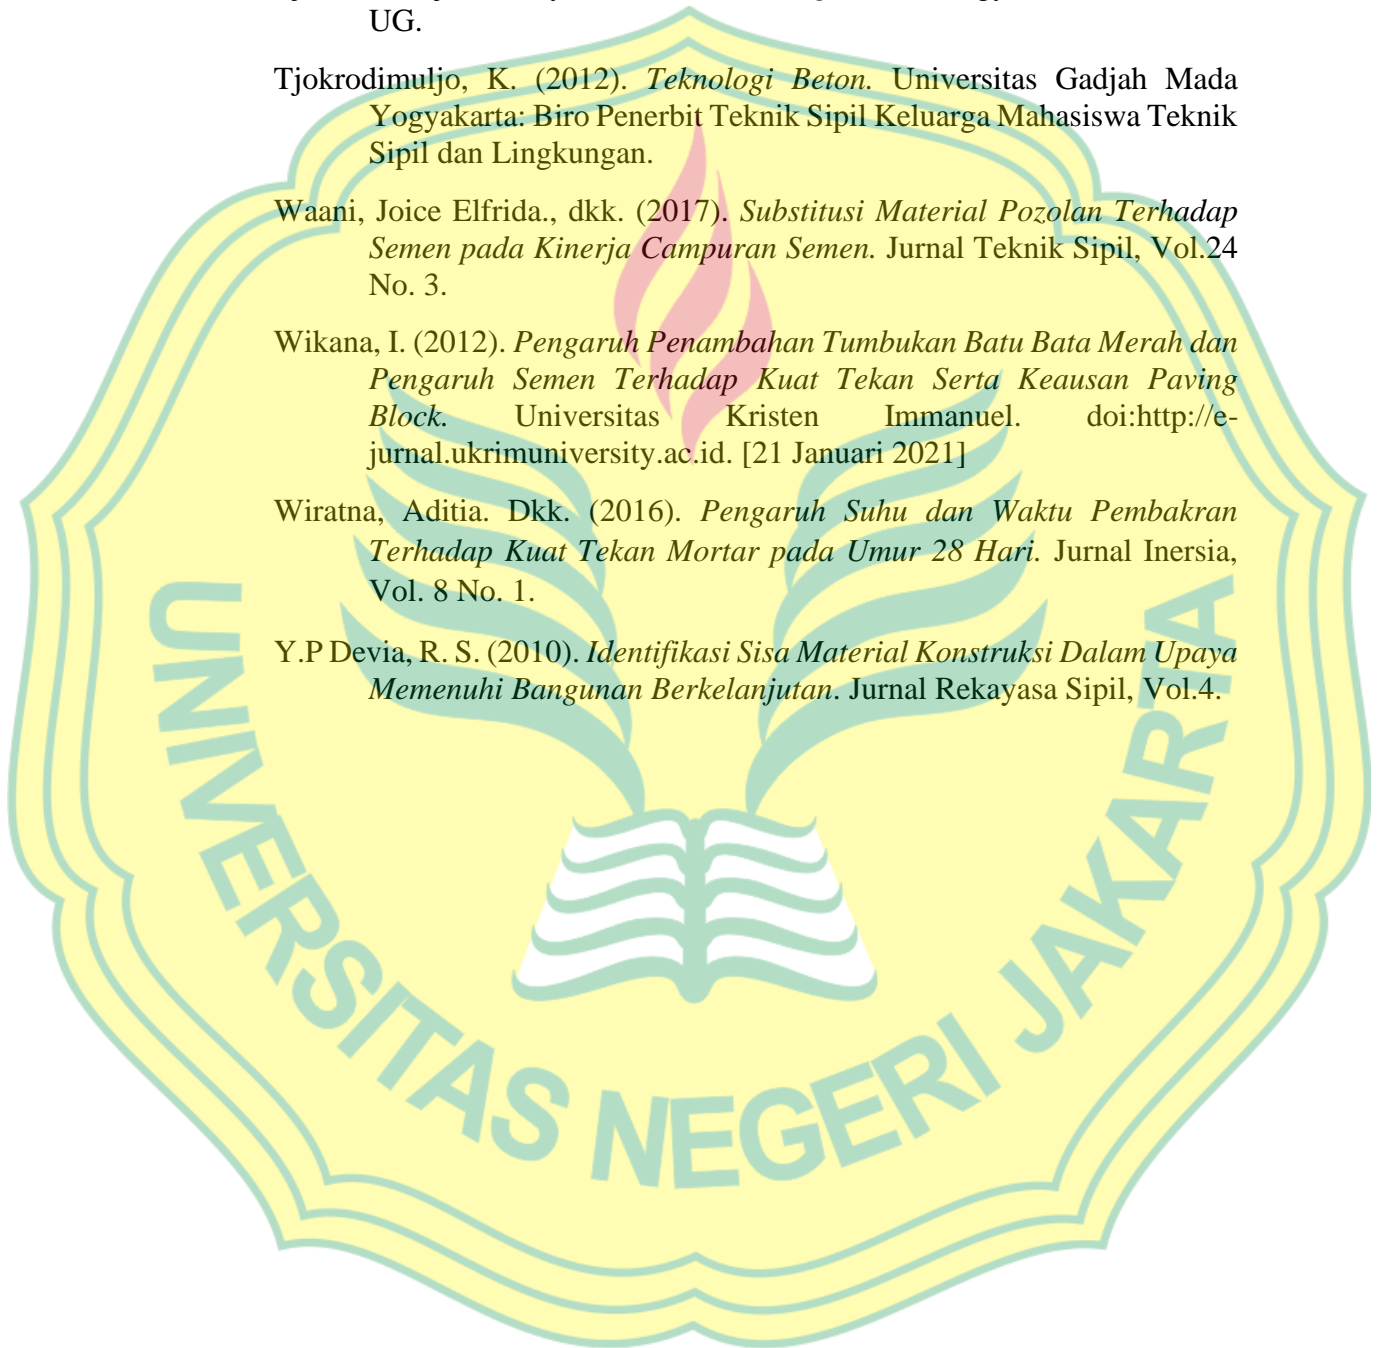 UG.
Tjokrodimuljo, K. (2012). Teknologi Beton. Universitas Gadjah Mada
Yogyakarta: Biro Penerbit Teknik Sipil Keluarga Mahasiswa Teknik
Sipil dan Lingkungan.
Waani, Joice Elfrida., dkk. (2017). Substitusi Material Pozolan Terhadap
Semen pada Kinerja Campuran Semen. Jurnal Teknik Sipil, Vol.24
No. 3.
Wikana, I. (2012). Pengaruh Penambahan Tumbukan Batu Bata Merah dan
Pengaruh Semen Terhadap Kuat Tekan Serta Keausan Paving
Block. Universitas Kristen Immanuel. doi:http://e-
jurnal.ukrimuniversity.ac.id. [21 Januari 2021]
Wiratna, Aditia. Dkk. (2016). Pengaruh Suhu dan Waktu Pembakran
Terhadap Kuat Tekan Mortar pada Umur 28 Hari. Jurnal Inersia,
Vol. 8 No. 1.
Y.P Devia, R. S. (2010). Identifikasi Sisa Material Konstruksi Dalam Upaya
Memenuhi Bangunan Berkelanjutan. Jurnal Rekayasa Sipil, Vol.4.
UNIVERSITAS NEGERI JAKARTA